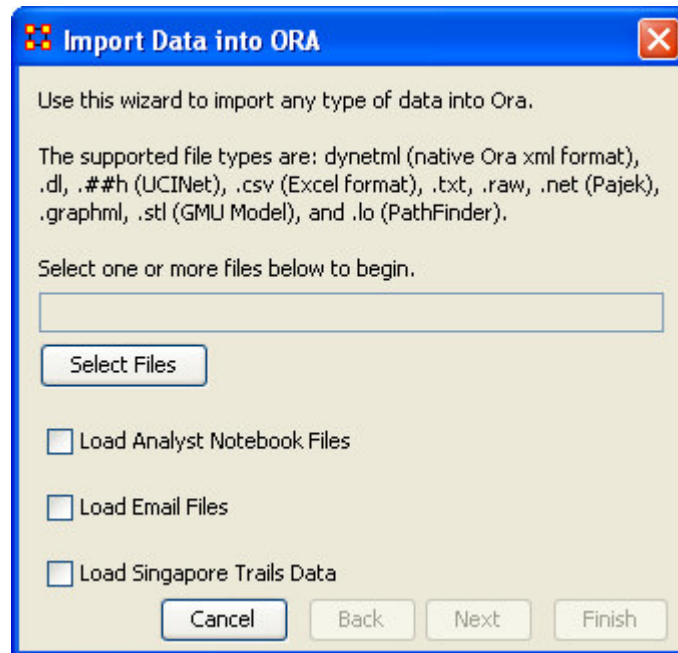 Import Data into ORA
Use this wizard to import any type of data into Ora.
The supported file types are: dynetml (native Ora xml format),
.dl, .##h (UCINet), .csv (Excel format), .txt, .raw, .net (Pajek),
.graphml, .stl (GMU Model), and .lo (PathFinder).
Select one or more files below to begin.
Select Files
Load Analyst Notebook Files
Load Email Files
Load Singapore Trails Data
Cancel Back Next Finish